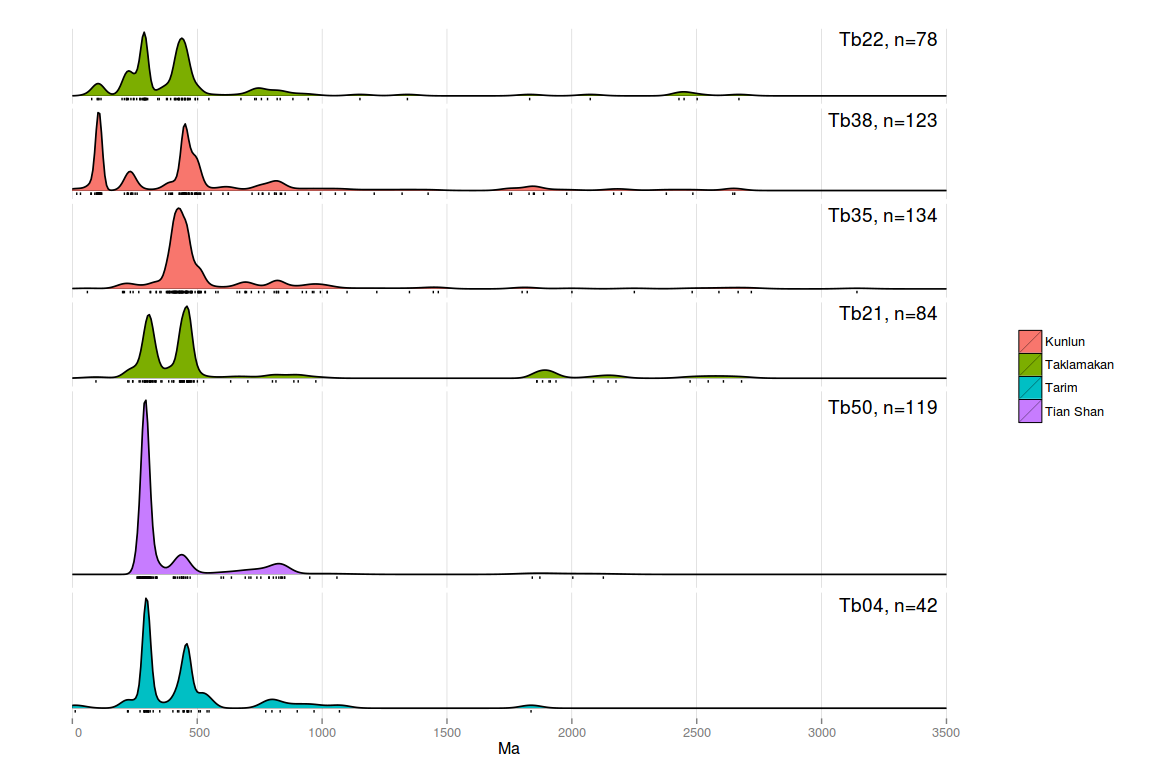 Tb22, n=78
Tb38, n=123
Tb35, n=134
Tb21, n=84
Tb50, n=119
Tb04, n=42
Kunlun
Taklamakan
Tarim
Tian Shan
0 500 1000 1500 2000 2500 3000 3500
Ma